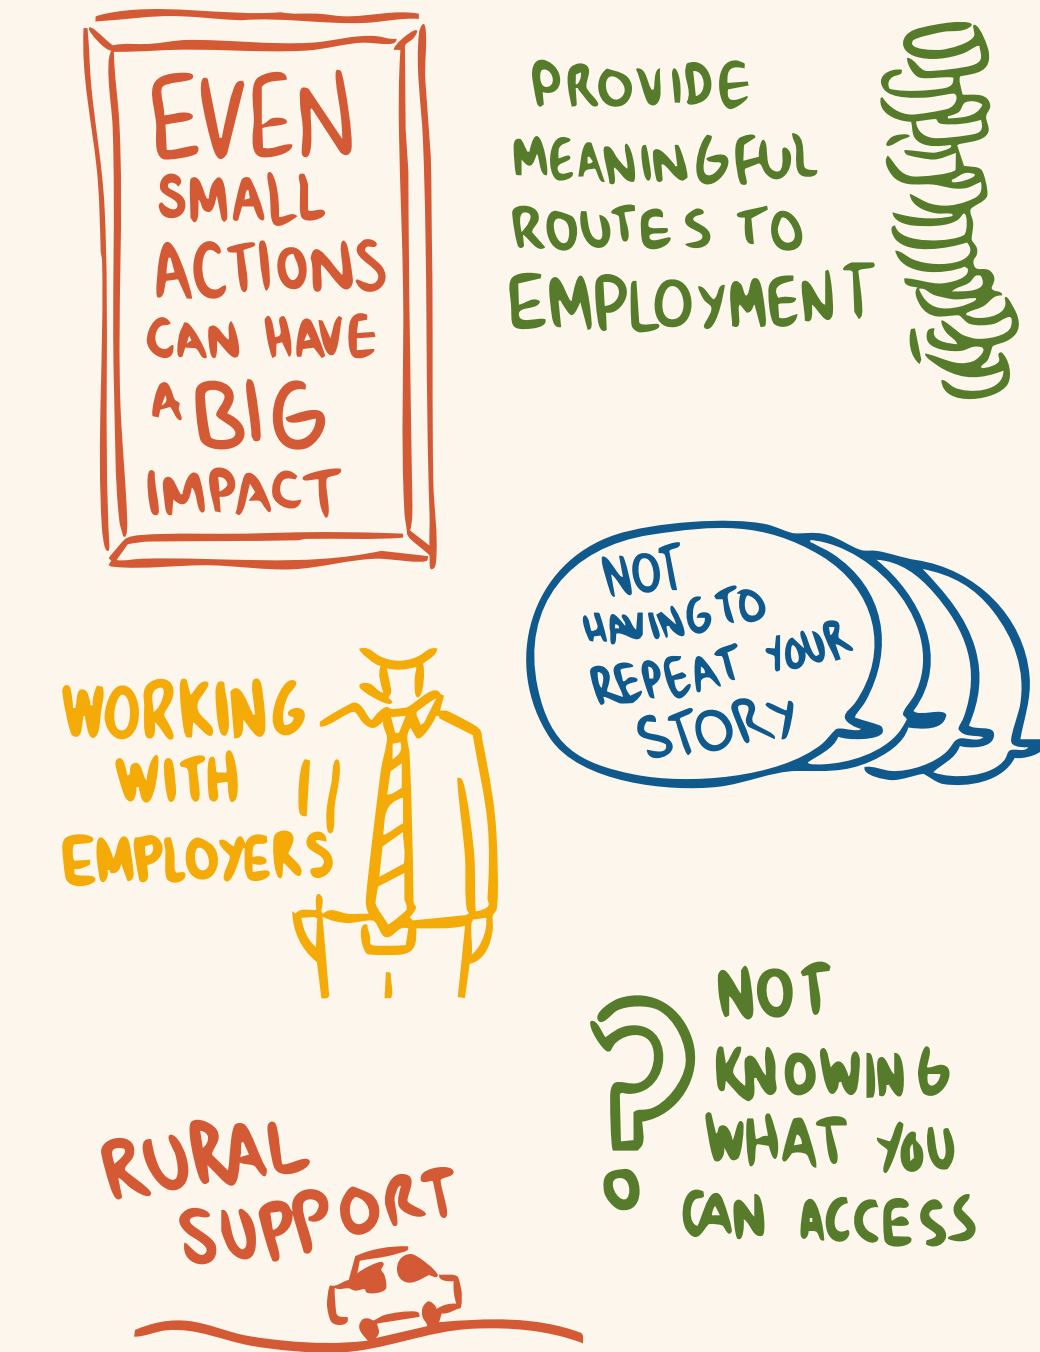 EVEN
SMALL
ACTIONS
CAN HAVE
A BIG
IMPACT
PROVIDE
MEANINGFUL
ROUTES TO
EMPLOYMENT
NOT
HAVING TO
REPEAT YOUR
STORY
WORKING
WITH
EMPLOYERS
NOT
KNOWING
WHAT YOU
CAN ACCESS
RURAL
SUPPORT